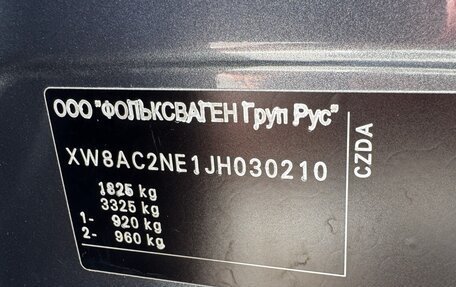 ООО "ФОЛЬКСВАГЕН Груп Рус"
XW8AC2NE1JH030210
1825 kg
3325 kg
1- 920 kg
2- 960 kg
CZDA